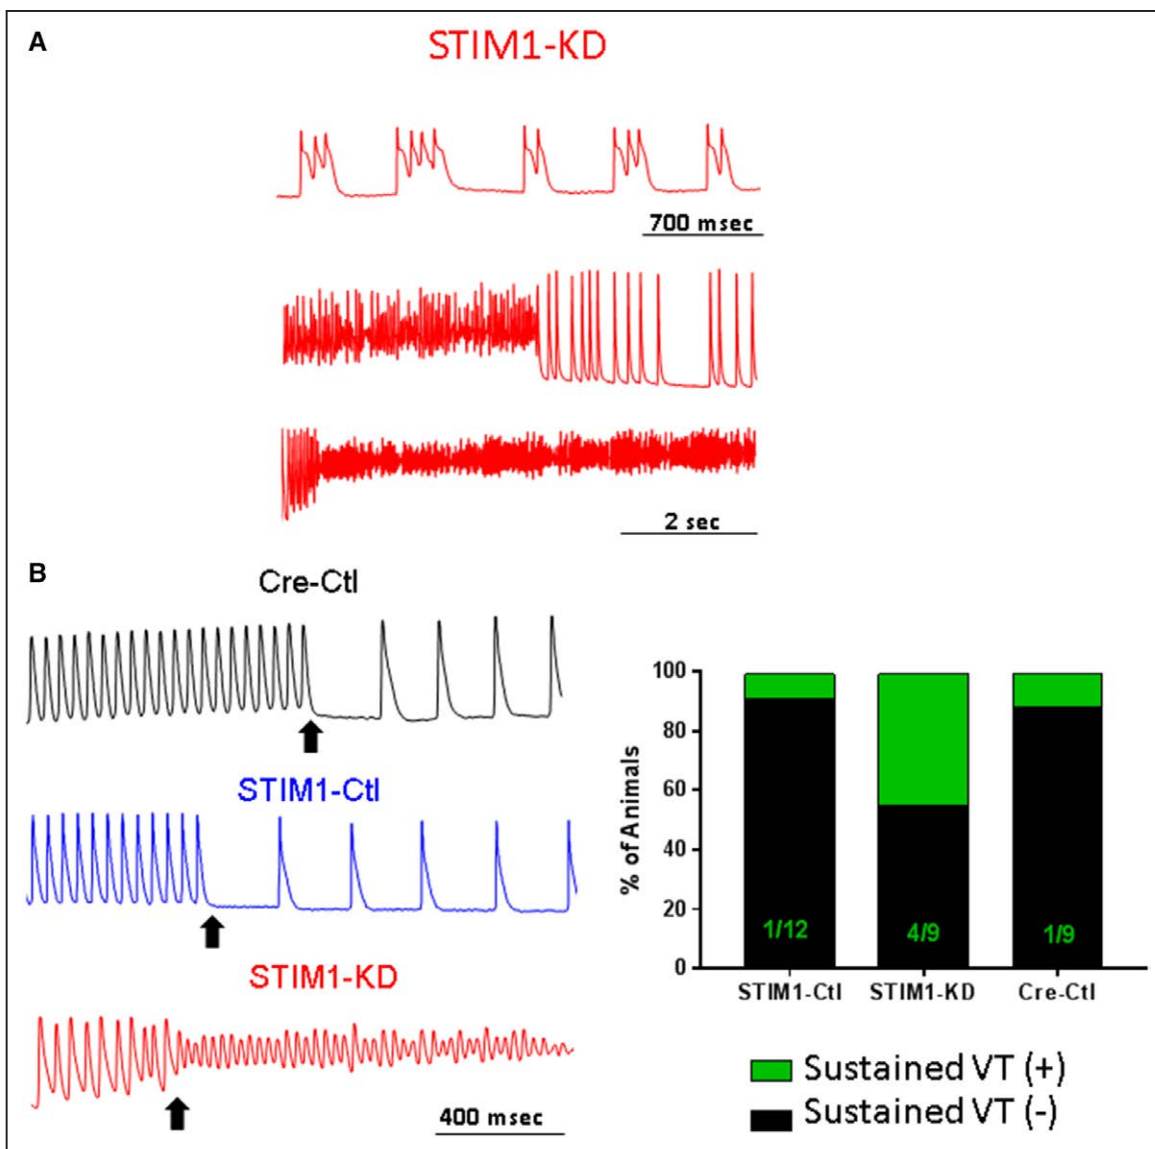 A
STIM1-KD
700 msec
2 sec
B
Cre-Ctl
STIM1-Ctl
STIM1-KD
400 msec
% of Animals
100
80
60
40
20
0
1/12
4/9
1/9
STIM1-Ctl
STIM1-KD
Cre-Ctl
Sustained VT (+)
Sustained VT (-)